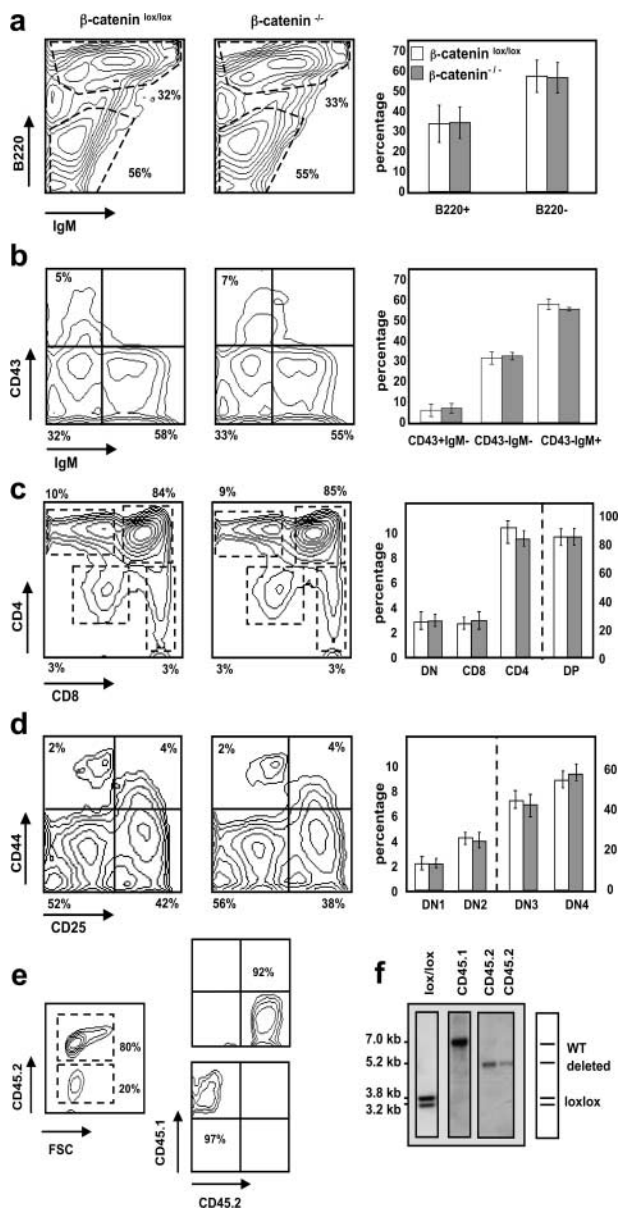 β-catenin lox/lox
β-catenin -/-
a
32%
56%
33%
55%
B220
IgM
percentage
70
60
50
40
30
20
10
0
β-catenin lox/lox
β-catenin -/-
B220+
B220-
b
5%
32%
58%
7%
33%
55%
CD43
IgM
percentage
70
60
50
40
30
20
10
0
CD43+IgM-
CD43-IgM-
CD43-IgM+
c
10%
84%
3%
3%
9%
85%
3%
3%
CD4
CD8
percentage
10
8
6
4
2
0
100
80
60
40
20
0
DN
CD8
CD4
DP
d
2%
4%
52%
42%
2%
4%
56%
38%
CD44
CD25
percentage
10
8
6
4
2
0
60
40
20
0
DN1
DN2
DN3
DN4
e
80%
20%
CD45.2
FSC
92%
97%
CD45.1
CD45.2
f
lox/lox
CD45.1
CD45.2
CD45.2
7.0 kb
5.2 kb
3.8 kb
3.2 kb
WT
deleted
loxlox